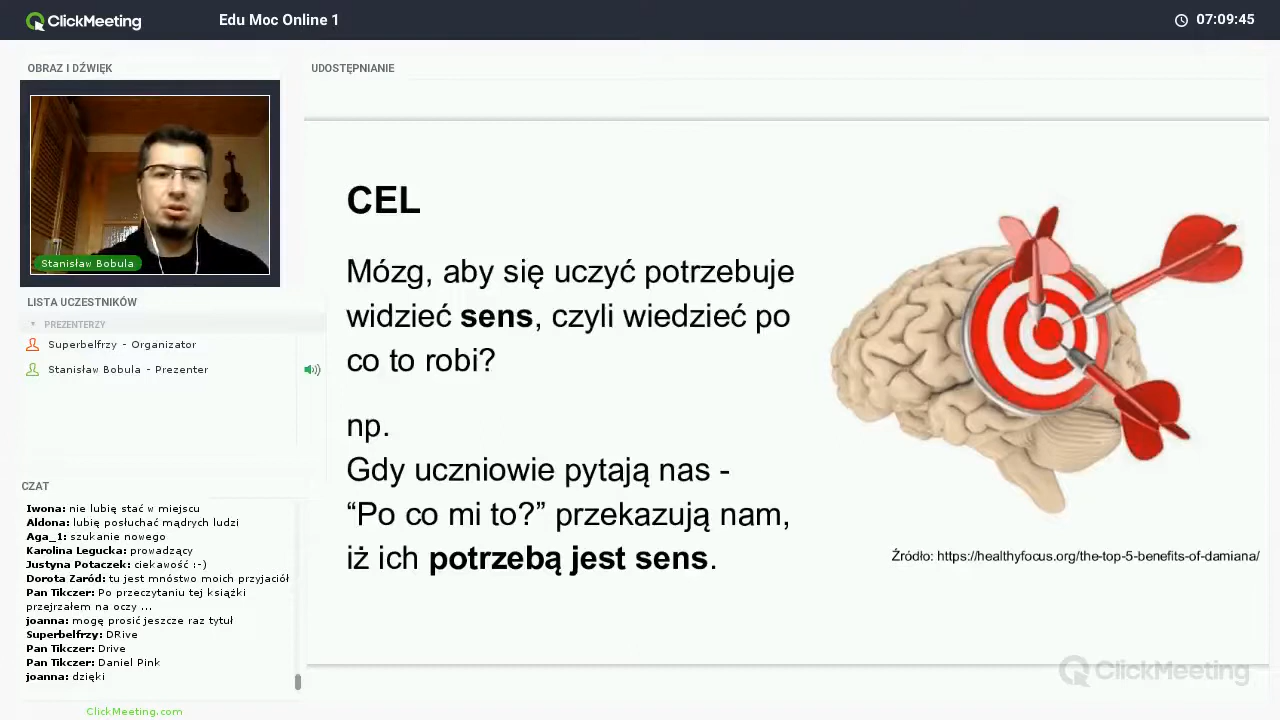 ClickMeeting
Edu Moc Online 1
07:09:45
OBRAZ I DŹWIĘK
UDOSTĘPNIANIE
Stanisław Bobula
LISTA UCZESTNIKÓW
PREZENTERZY
Superbelfrzy - Organizator
Stanisław Bobula - Prezenter
CZAT
Iwona: nie lubię stać w miejscu
Aldona: lubię posłuchać mądrych ludzi
Aga_1: szukanie nowego
Karolina Legucka: prowadzący
Justyna Potaczek: ciekawość :-)
Dorota Zaród: tu jest mnóstwo moich przyjaciół
Pan Tikczer: Po przeczytaniu tej książki
przejrzałem na oczy ...
joanna: mogę prosić jeszcze raz tytuł
Superbelfrzy: DRive
Pan Tikczer: Drive
Pan Tikczer: Daniel Pink
joanna: dzięki
ClickMeeting.com
CEL
Mózg, aby się uczyć potrzebuje
widzieć sens, czyli wiedzieć po
co to robi?
np.
Gdy uczniowie pytają nas -
“Po co mi to?” przekazują nam,
iż ich potrzebą jest sens.
Źródło: https://healthyfocus.org/the-top-5-benefits-of-damiana/
ClickMeeting